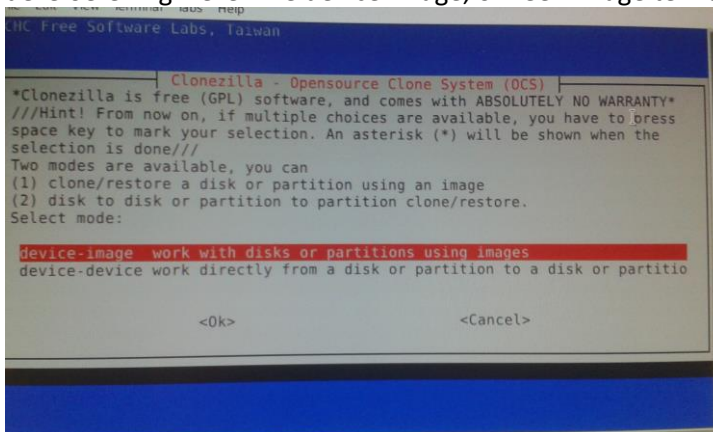 Help
CHC Free Software Labs, Taiwan
Clonezilla - Opensource Clone System (OCS)
*Clonezilla is free (GPL) software, and comes with ABSOLUTELY NO WARRANTY*
///Hint! From now on, if multiple choices are available, you have to press
space key to mark your selection. An asterisk (*) will be shown when the
selection is done///
Two modes are available, you can
(1) clone/restore a disk or partition using an image
(2) disk to disk or partition to partition clone/restore.
Select mode:
device-image work with disks or partitions using images
device-device work directly from a disk or partition to a disk or partitio
<Ok> <Cancel>